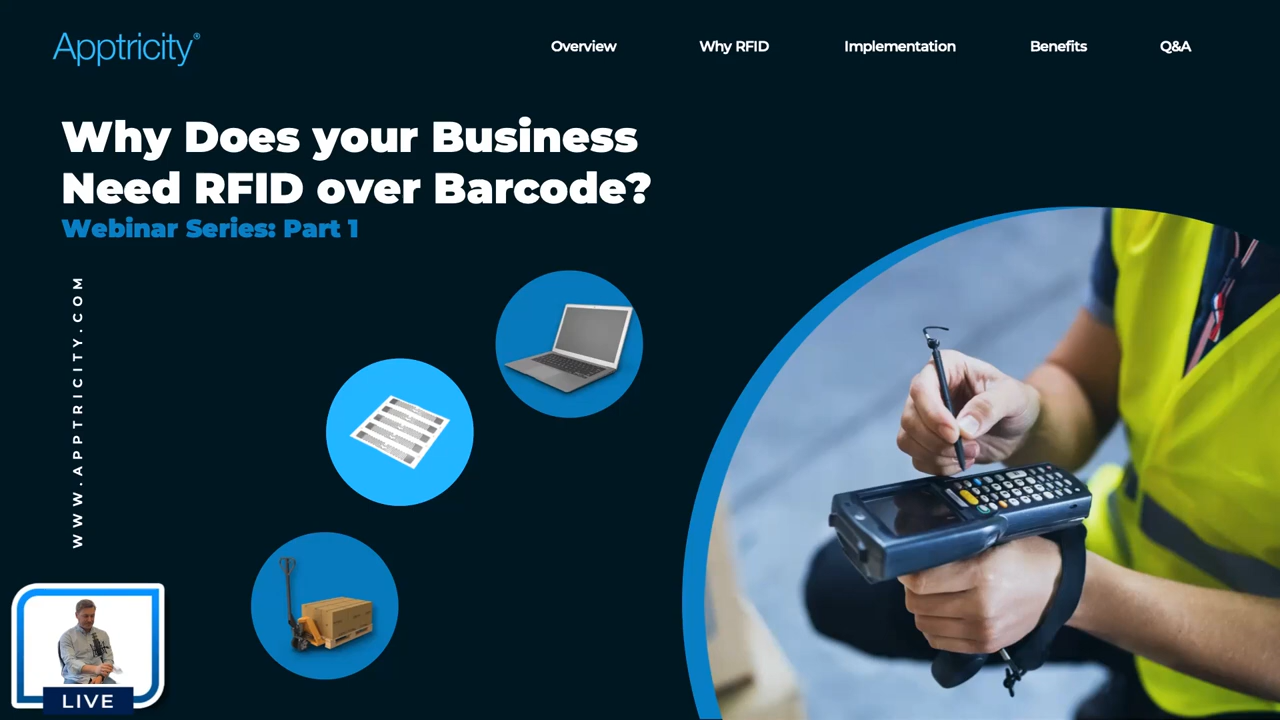 Apptricity®
Overview
Why RFID
Implementation
Benefits
Q&A
Why Does your Business
Need RFID over Barcode?
Webinar Series: Part 1
WWW.APPTRICITY.COM
LIVE